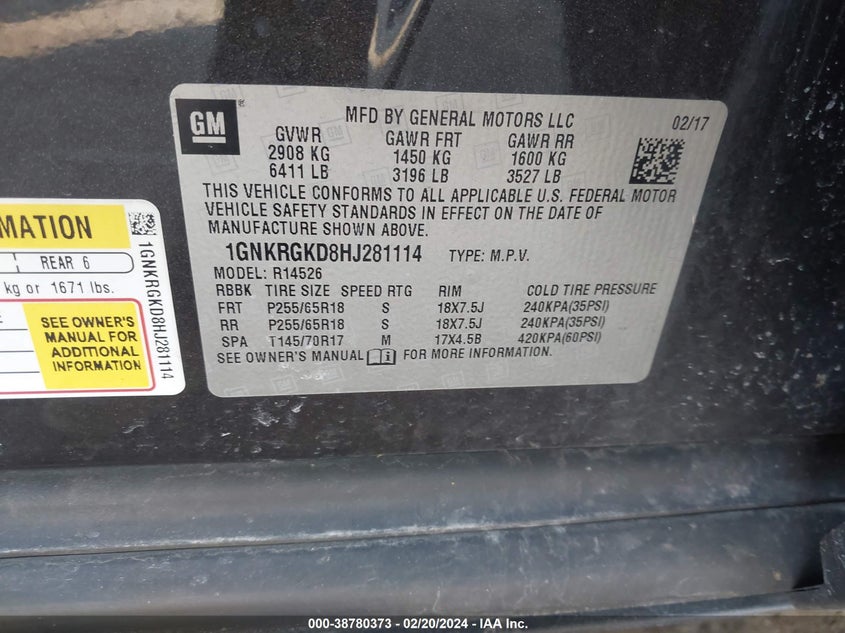 GM ®
MFD BY GENERAL MOTORS LLC 02/17
GVWR GAWR FRT GAWR RR
2908 KG 1450 KG 1600 KG
6411 LB 3196 LB 3527 LB
THIS VEHICLE CONFORMS TO ALL APPLICABLE U.S. FEDERAL MOTOR
VEHICLE SAFETY STANDARDS IN EFFECT ON THE DATE OF
MANUFACTURE SHOWN ABOVE.
1GNKRGKD8HJ281114 TYPE: M.P.V.
MODEL: R14526
RBBK TIRE SIZE SPEED RTG RIM COLD TIRE PRESSURE
FRT P255/65R18 S 18X7.5J 240KPA(35PSI)
RR P255/65R18 S 18X7.5J 240KPA(35PSI)
SPA T145/70R17 M 17X4.5B 420KPA(60PSI)
SEE OWNER'S MANUAL i FOR MORE INFORMATION.
MATION
REAR 6
kg or 1671 lbs.
SEE OWNER'S
MANUAL FOR
ADDITIONAL
INFORMATION
1GNKRGKD8HJ281114
000-38780373 — 02/20/2024 — IAA Inc.